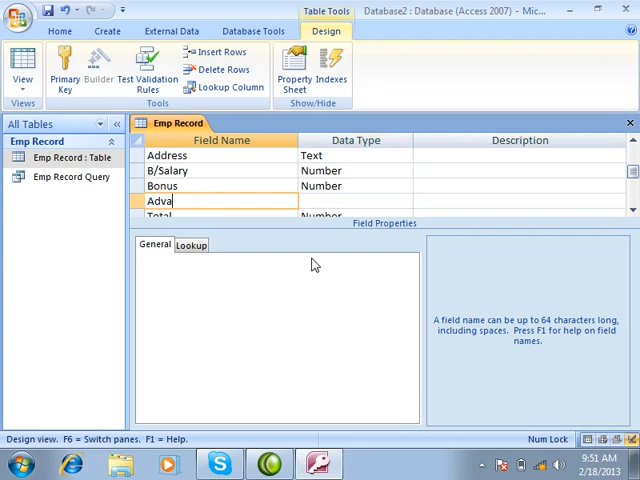 Table Tools
Database2 : Database (Access 2007) - Mic...
Home
Create
External Data
Database Tools
Design
View
Primary Key
Builder
Test Validation Rules
Insert Rows
Delete Rows
Lookup Column
Property Sheet
Indexes
Views
Tools
Show/Hide
All Tables
Emp Record
Emp Record : Table
Emp Record Query
Emp Record
Field Name
Data Type
Description
Address
Text
B/Salary
Number
Bonus
Number
Adva
Total
Number
Field Properties
General
Lookup
A field name can be up to 64 characters long,
including spaces. Press F1 for help on field
names.
Design view. F6 = Switch panes. F1 = Help.
Num Lock
9:51 AM
2/18/2013